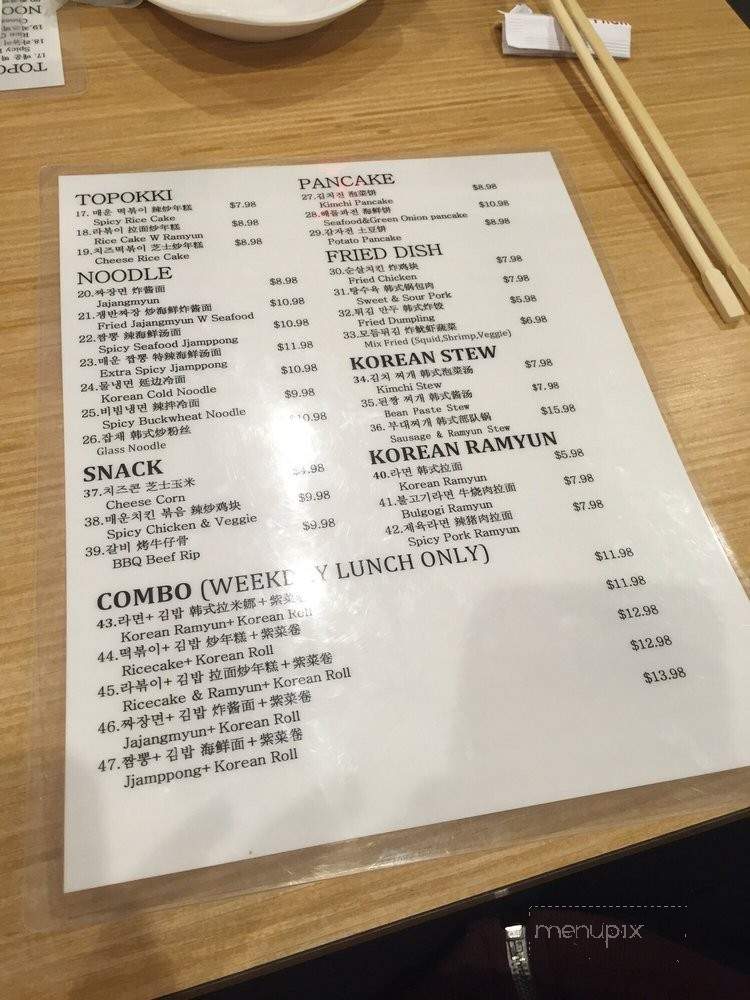 TOPOKKI
17. 매운 떡볶이 辣炒年糕 $7.98
Spicy Rice Cake
18.라볶이 拉面炒年糕 $8.98
Rice Cake W Ramyun
19.치즈떡볶이 芝士炒年糕 $8.98
Cheese Rice Cake
NOODLE
20.짜장면 炸酱面 $8.98
Jajangmyun
21.쟁반짜장 炒海鲜炸酱面 $10.98
Fried Jajangmyun W Seafood
22.짬뽕 辣海鲜汤面 $10.98
Spicy Seafood Jjamppong
23.매운 짬뽕 特辣海鲜汤面 $11.98
Extra Spicy Jjamppong
24.물냉면 延边冷面 $10.98
Korean Cold Noodle
25.비빔냉면 辣拌冷面 $9.98
Spicy Buckwheat Noodle
26.잡채 韩式炒粉丝 $10.98
Glass Noodle
SNACK
37.치즈콘 芝士玉米 $4.98
Cheese Corn
38.매운치킨 볶음 辣炒鸡块 $9.98
Spicy Chicken & Veggie
39.갈비 烤牛仔骨 $9.98
BBQ Beef Rip
PANCAKE
27.김치전 泡菜饼 $8.98
Kimchi Pancake
28.해물파전 海鲜饼 $10.98
Seafood&Green Onion pancake
29.감자전 土豆饼 $8.98
Potato Pancake
FRIED DISH
30.순살치킨 炸鸡块 $7.98
Fried Chicken
31.탕수육 韩式锅包肉 $7.98
Sweet & Sour Pork
32.튀김 만두 韩式炸饺 $5.98
Fried Dumpling
33.모듬튀김 炸鱿虾蔬菜 $6.98
Mix Fried (Squid,Shrimp,Veggie)
KOREAN STEW
34.김치 찌개 韩式泡菜汤 $7.98
Kimchi Stew
35.된짱 찌개 韩式酱汤 $7.98
Bean Paste Stew
36.부대찌개 韩式部队锅 $15.98
Sausage & Ramyun Stew
KOREAN RAMYUN
40.라면 韩式拉面 $5.98
Korean Ramyun
41.불고기라면 牛烧肉拉面 $7.98
Bulgogi Ramyun
42.제육라면 辣猪肉拉面 $7.98
Spicy Pork Ramyun
COMBO (WEEKDAY LUNCH ONLY)
43.라면+ 김밥 韩式拉米娜+紫菜卷 $11.98
Korean Ramyun+ Korean Roll
44.떡볶이+ 김밥 炒年糕+紫菜卷 $11.98
Ricecake+ Korean Roll
45.라볶이+ 김밥 拉面炒年糕+紫菜卷 $12.98
Ricecake & Ramyun+ Korean Roll
46.짜장면+ 김밥 炸酱面+紫菜卷 $12.98
Jajangmyun+ Korean Roll
47.짬뽕+ 김밥 海鲜面+紫菜卷 $13.98
Jjamppong+ Korean Roll
menupix